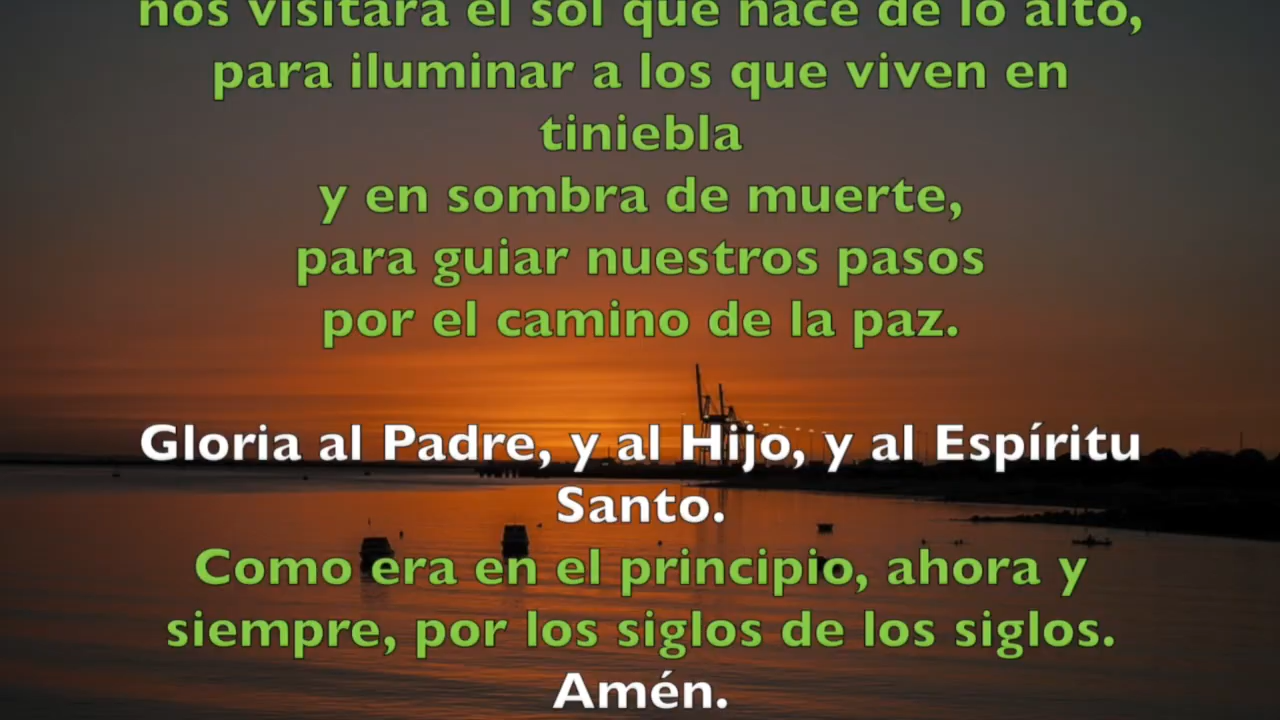 nos visitará el sol que nace de lo alto,
para iluminar a los que viven en
tiniebla
y en sombra de muerte,
para guiar nuestros pasos
por el camino de la paz.
Gloria al Padre, y al Hijo, y al Espíritu
Santo.
Como era en el principio, ahora y
siempre, por los siglos de los siglos.
Amén.